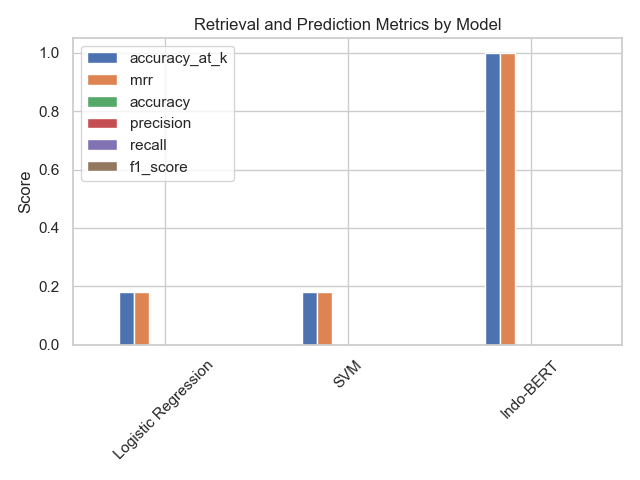 Retrieval and Prediction Metrics by Model
accuracy_at_k
mrr
accuracy
precision
recall
f1_score
Score
1.0
0.8
0.6
0.4
0.2
0.0
Logistic Regression
SVM
Indo-BERT